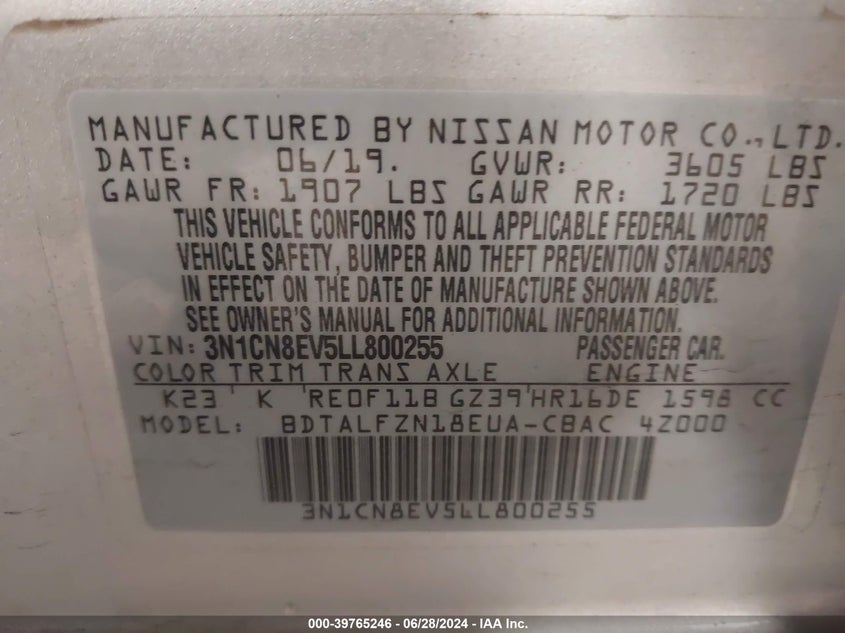 MANUFACTURED BY NISSAN MOTOR CO., LTD.
DATE: 06/19. GVWR: 3605 LBS
GAWR FR: 1907 LBS GAWR RR: 1720 LBS
THIS VEHICLE CONFORMS TO ALL APPLICABLE FEDERAL MOTOR
VEHICLE SAFETY, BUMPER AND THEFT PREVENTION STANDARDS
IN EFFECT ON THE DATE OF MANUFACTURE SHOWN ABOVE.
SEE OWNER'S MANUAL FOR ADDITIONAL INFORMATION.
VIN: 3N1CN8EV5LL800255 PASSENGER CAR.
COLOR TRIM TRANS AXLE ENGINE
K23 K RE0F11B GZ39 HR16DE 1598 CC
MODEL: BDTALFZN18EUA-CBAC 4Z000
3N1CN8EV5LL800255
000-39765246 - 06/28/2024 - IAA Inc.